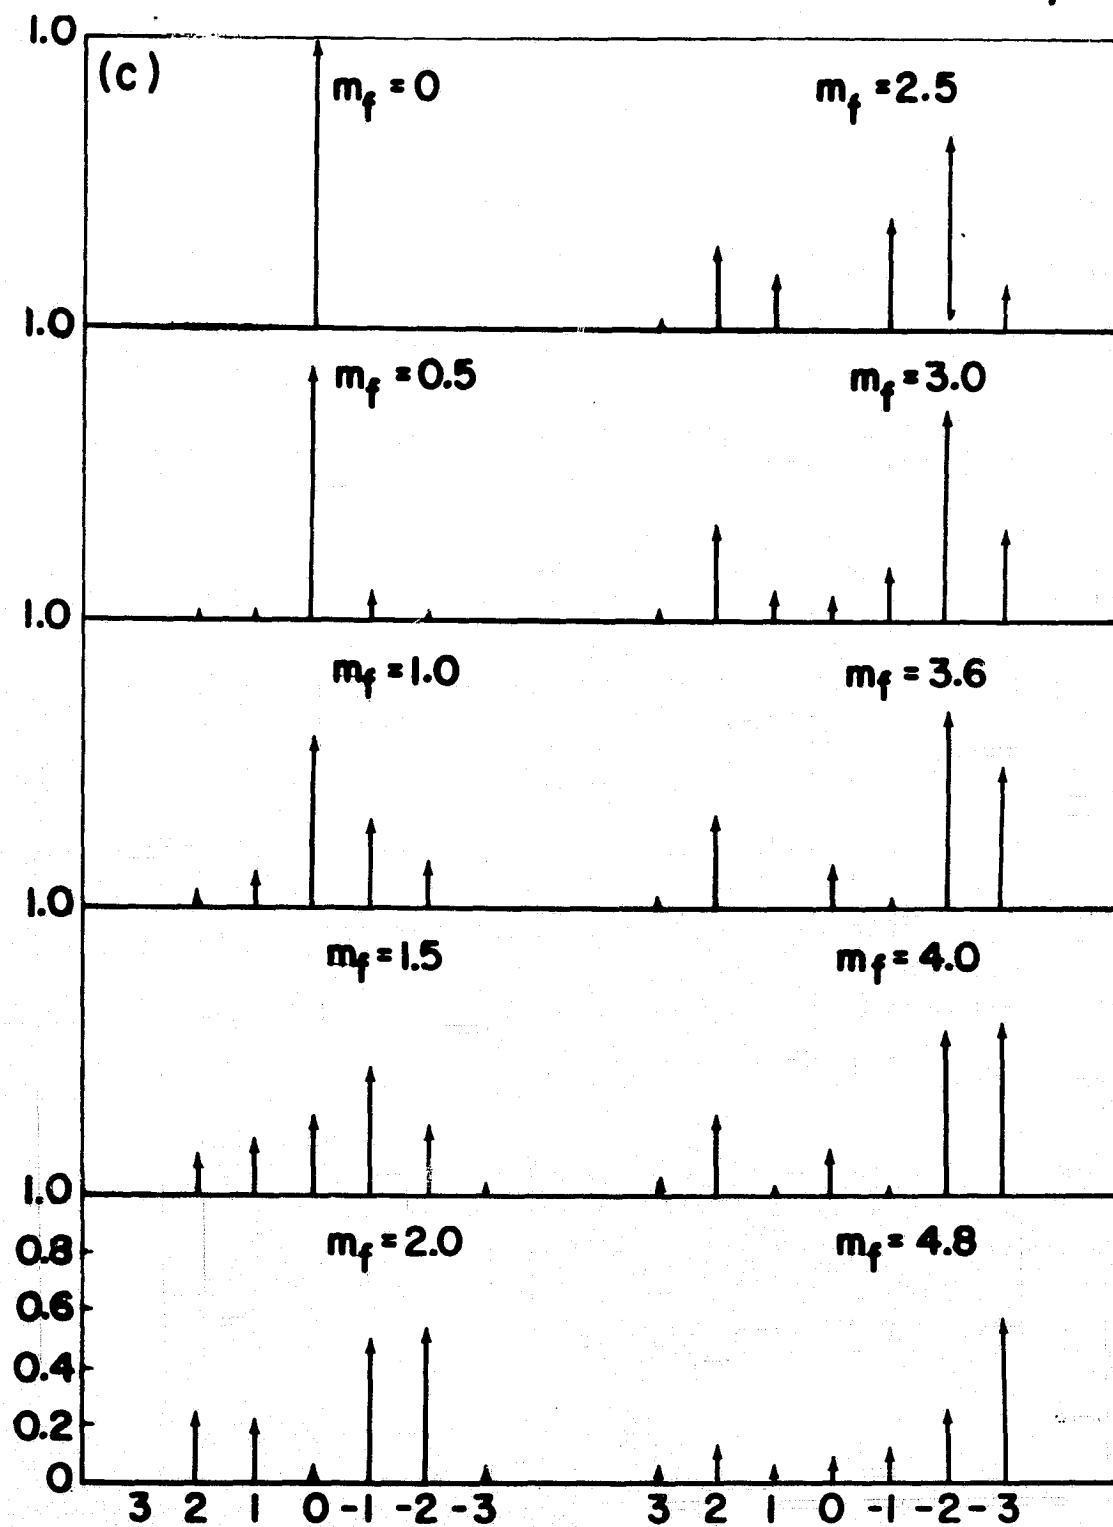 1.0
(c)
m_f = 0 m_f = 2.5
1.0
m_f = 0.5 m_f = 3.0
1.0
m_f = 1.0 m_f = 3.6
1.0
m_f = 1.5 m_f = 4.0
1.0
m_f = 2.0 m_f = 4.8
0.8
0.6
0.4
0.2
0
3 2 1 0 -1 -2 -3 3 2 1 0 -1 -2 -3